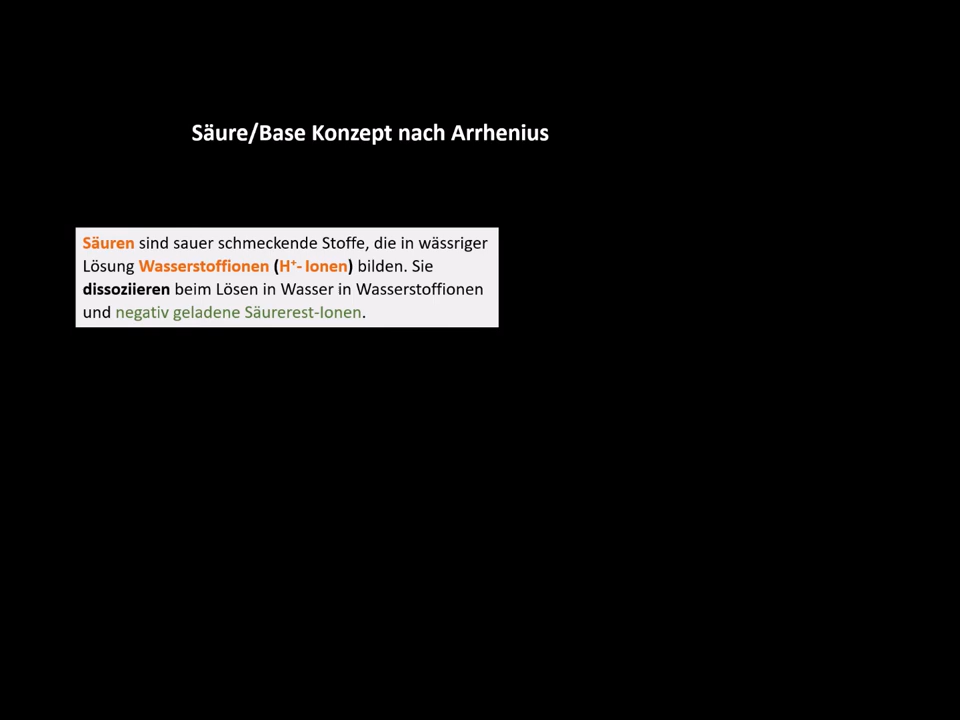 Säure/Base Konzept nach Arrhenius
Säuren sind sauer schmeckende Stoffe, die in wässriger
Lösung Wasserstoffionen (H⁺- Ionen) bilden. Sie
dissoziieren beim Lösen in Wasser in Wasserstoffionen
und negativ geladene Säurerest-Ionen.